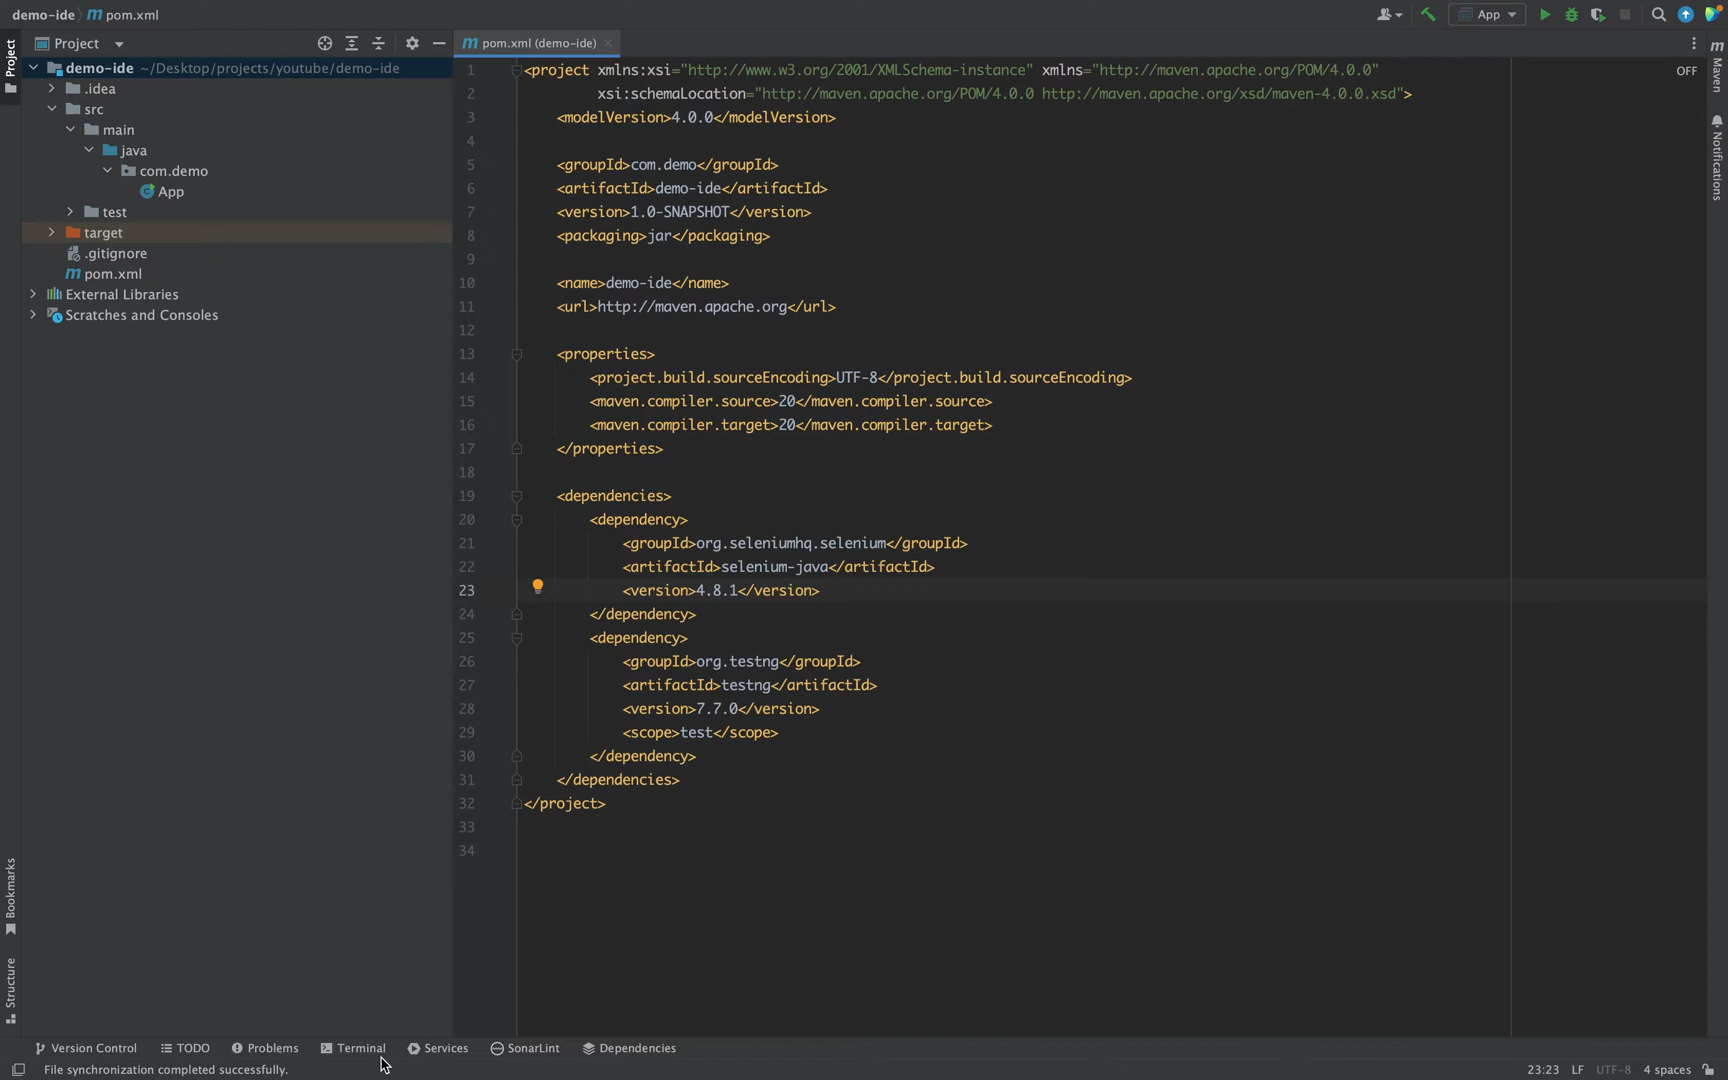 demo-ide pom.xml
App
Project
Project
demo-ide ~/Desktop/projects/youtube/demo-ide
.idea
src
main
java
com.demo
App
test
target
.gitignore
pom.xml
External Libraries
Scratches and Consoles
Bookmarks
Structure
pom.xml (demo-ide)
OFF
1 <project xmlns:xsi="http://www.w3.org/2001/XMLSchema-instance" xmlns="http://maven.apache.org/POM/4.0.0"
2 xsi:schemaLocation="http://maven.apache.org/POM/4.0.0 http://maven.apache.org/xsd/maven-4.0.0.xsd">
3 <modelVersion>4.0.0</modelVersion>
4
5 <groupId>com.demo</groupId>
6 <artifactId>demo-ide</artifactId>
7 <version>1.0-SNAPSHOT</version>
8 <packaging>jar</packaging>
9
10 <name>demo-ide</name>
11 <url>http://maven.apache.org</url>
12
13 <properties>
14 <project.build.sourceEncoding>UTF-8</project.build.sourceEncoding>
15 <maven.compiler.source>20</maven.compiler.source>
16 <maven.compiler.target>20</maven.compiler.target>
17 </properties>
18
19 <dependencies>
20 <dependency>
21 <groupId>org.seleniumhq.selenium</groupId>
22 <artifactId>selenium-java</artifactId>
23 <version>4.8.1</version>
24 </dependency>
25 <dependency>
26 <groupId>org.testng</groupId>
27 <artifactId>testng</artifactId>
28 <version>7.7.0</version>
29 <scope>test</scope>
30 </dependency>
31 </dependencies>
32 </project>
33
34
Maven
Notifications
Version Control TODO Problems Terminal Services SonarLint Dependencies
File synchronization completed successfully.
23:23 LF UTF-8 4 spaces